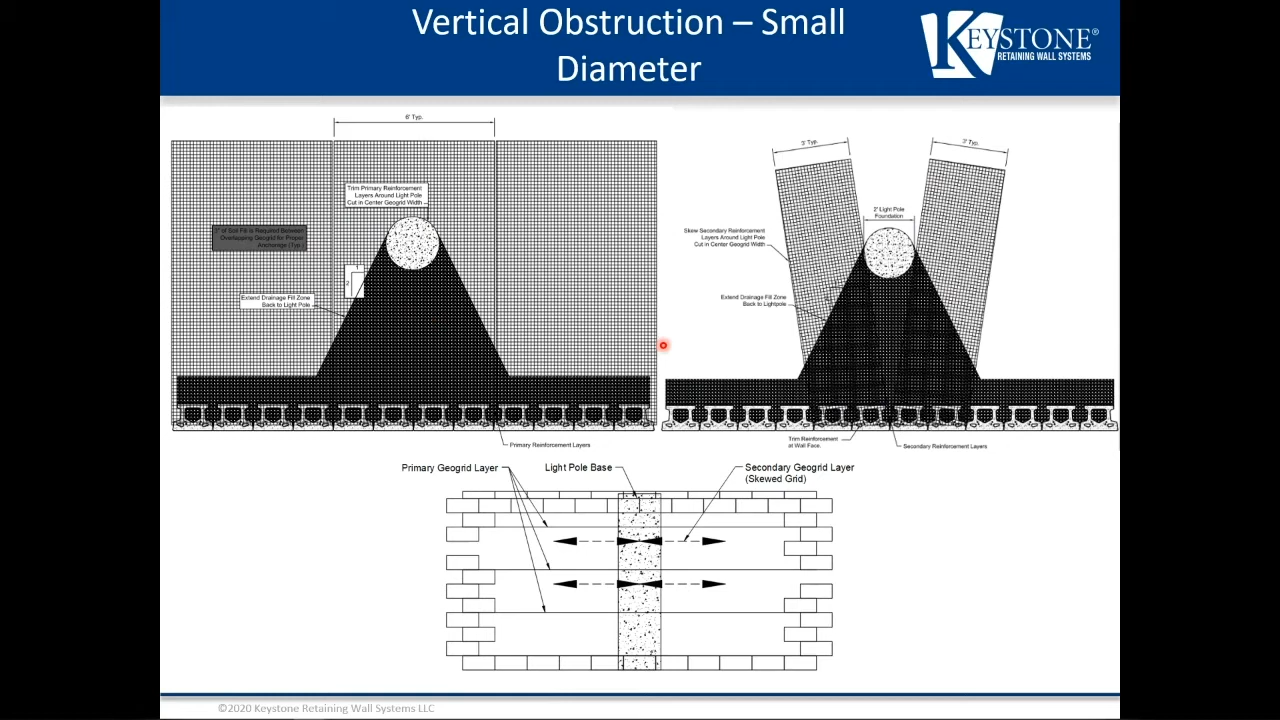 Vertical Obstruction – Small
Diameter
KEYSTONE®
RETAINING WALL SYSTEMS
6' Typ.
Trim Primary Reinforcement
Layers Around Light Pole
Cut in Center Geogrid Width
3" of Soil Fill is Required Between
Overlapping Geogrid for Proper
Anchorage (Typ.)
1
2
Extend Drainage Fill Zone
Back to Light Pole
Primary Reinforcement Layers
3' Typ.
3' Typ.
2' Light Pole
Foundation
Skew Secondary Reinforcement
Layers Around Light Pole
Cut in Center Geogrid Width
Extend Drainage Fill Zone
Back to Lightpole
Trim Reinforcement
at Wall Face.
Secondary Reinforcement Layers
Primary Geogrid Layer
Light Pole Base
Secondary Geogrid Layer
(Skewed Grid)
©2020 Keystone Retaining Wall Systems LLC